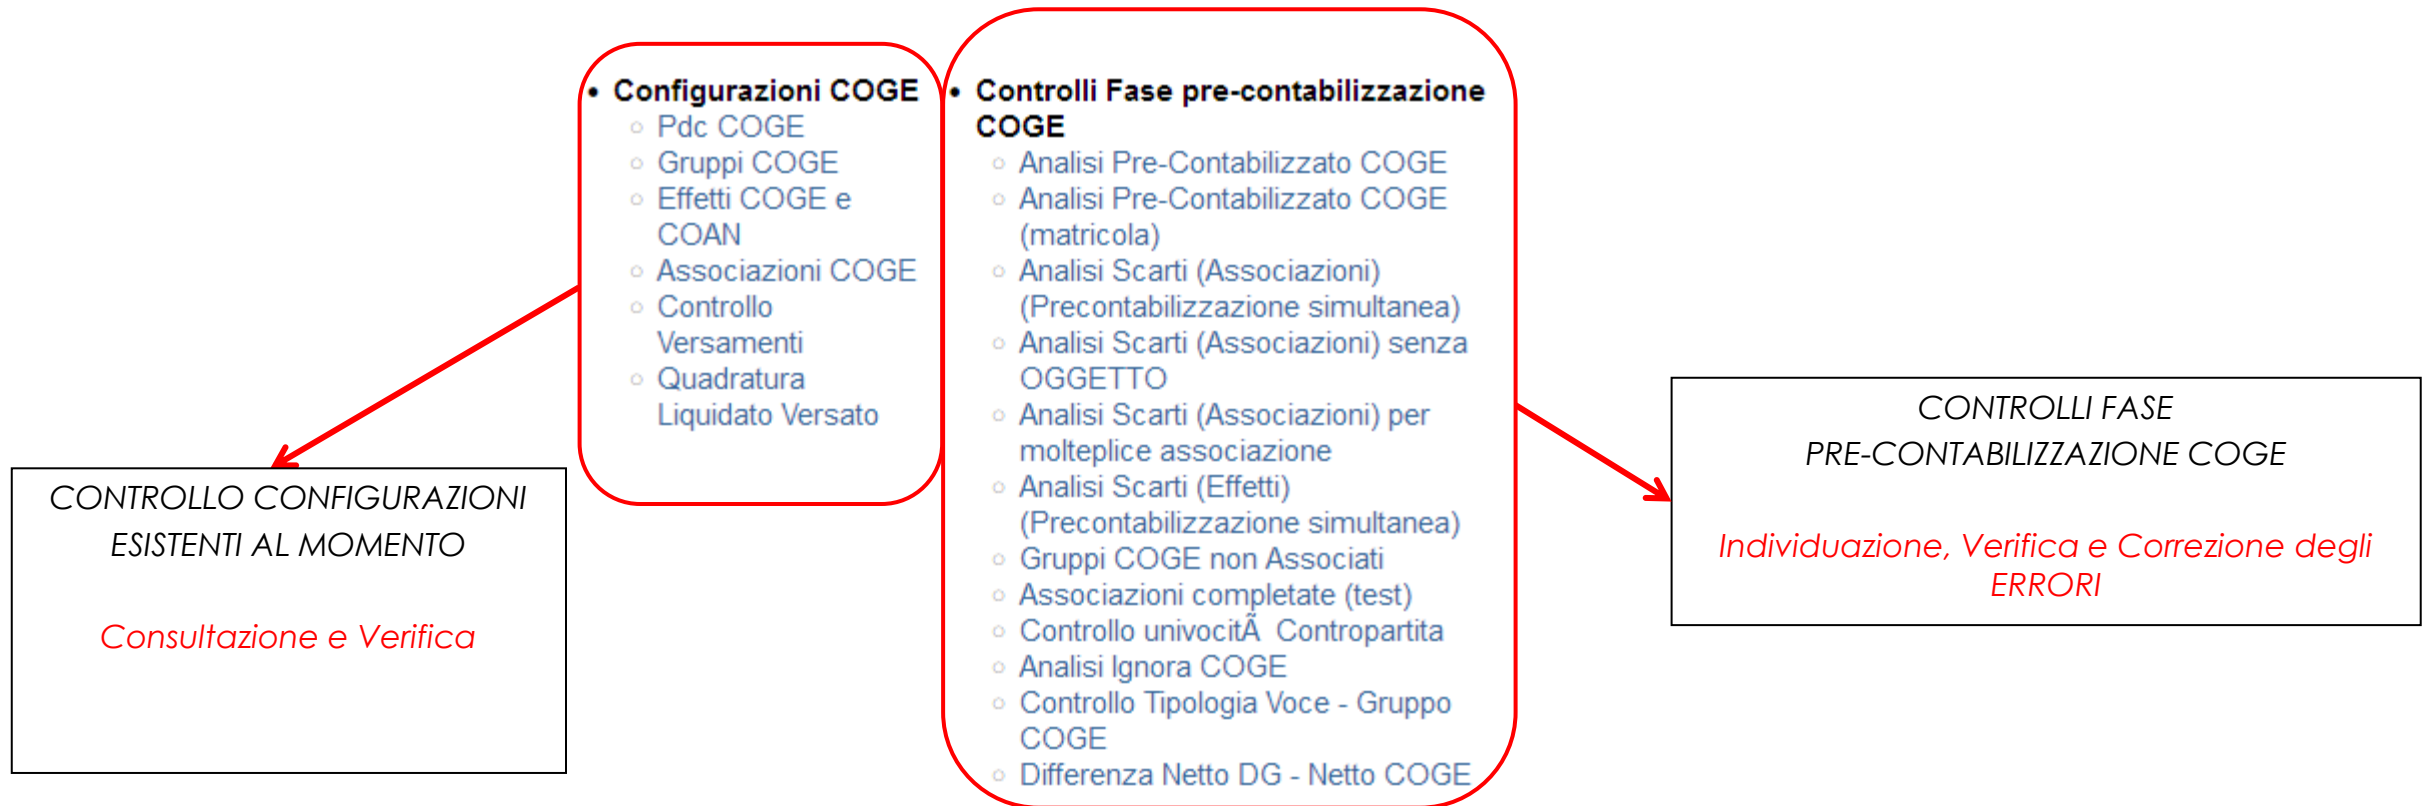 • Configurazioni COGE
○ Pdc COGE
○ Gruppi COGE
○ Effetti COGE e
COAN
○ Associazioni COGE
○ Controllo
Versamenti
○ Quadratura
Liquidato Versato
• Controlli Fase pre-contabilizzazione
COGE
○ Analisi Pre-Contabilizzato COGE
○ Analisi Pre-Contabilizzato COGE
(matricola)
○ Analisi Scarti (Associazioni)
(Precontabilizzazione simultanea)
○ Analisi Scarti (Associazioni) senza
OGGETTO
○ Analisi Scarti (Associazioni) per
molteplice associazione
○ Analisi Scarti (Effetti)
(Precontabilizzazione simultanea)
○ Gruppi COGE non Associati
○ Associazioni completate (test)
○ Controllo univocitÃ  Contropartita
○ Analisi Ignora COGE
○ Controllo Tipologia Voce - Gruppo
COGE
○ Differenza Netto DG - Netto COGE
CONTROLLO CONFIGURAZIONI
ESISTENTI AL MOMENTO
Consultazione e Verifica
CONTROLLI FASE
PRE-CONTABILIZZAZIONE COGE
Individuazione, Verifica e Correzione degli
ERRORI